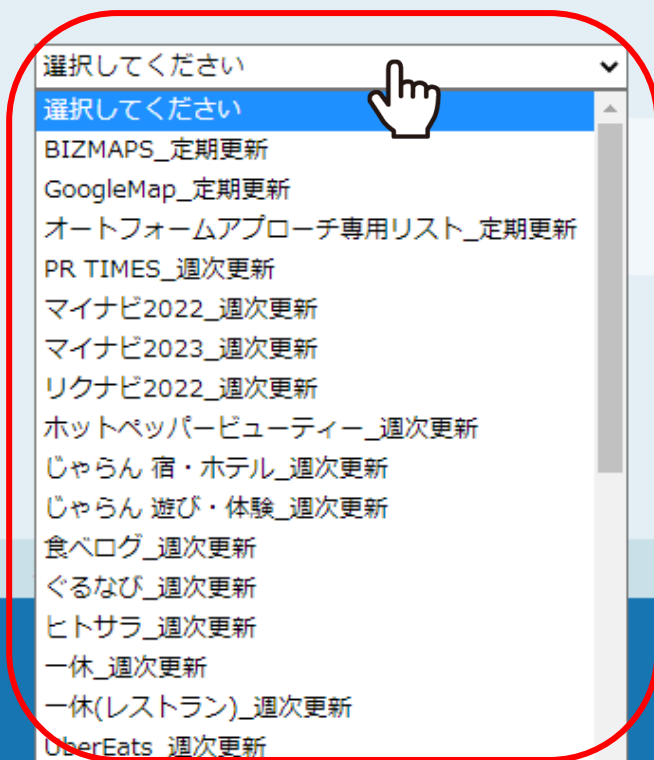 選択してください
選択してください
BIZMAPS_定期更新
GoogleMap_定期更新
オートフォームアプローチ専用リスト_定期更新
PR TIMES_週次更新
マイナビ2022_週次更新
マイナビ2023_週次更新
リクナビ2022_週次更新
ホットペッパービューティー_週次更新
じゃらん 宿・ホテル_週次更新
じゃらん 遊び・体験_週次更新
食べログ_週次更新
ぐるなび_週次更新
ヒトサラ_週次更新
一休_週次更新
一休(レストラン)_週次更新
UberEats_週次更新